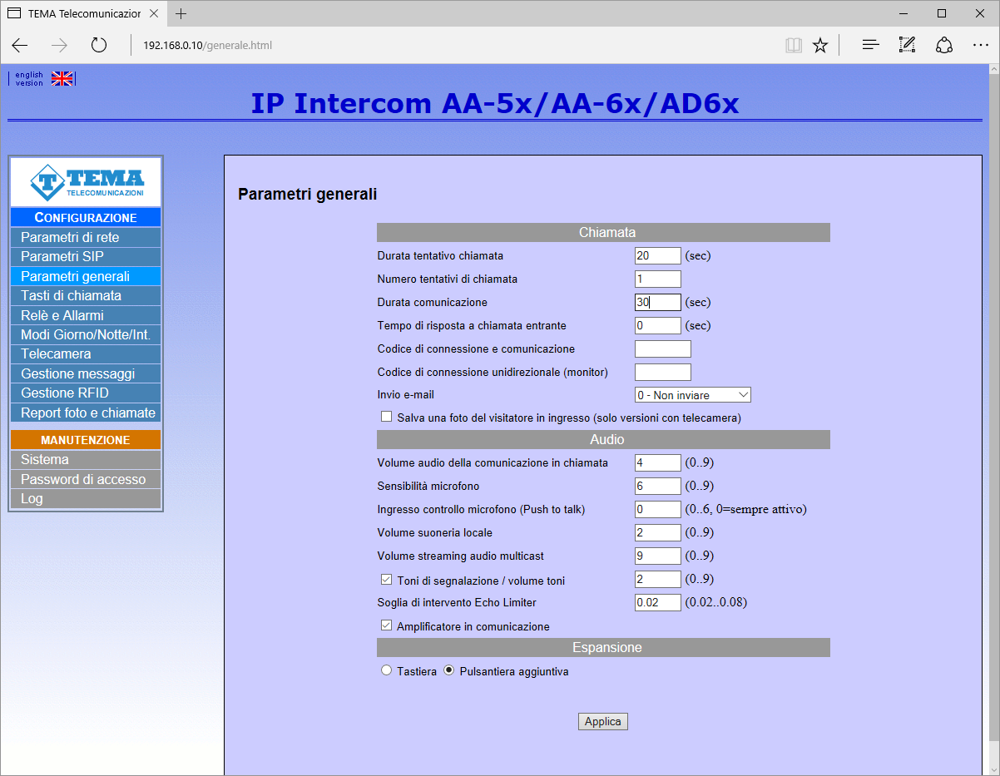 TEMA Telecomunicazior
192.168.0.10/generale.html
english
version
IP Intercom AA-5x/AA-6x/AD6x
T TEMA
TELECOMUNICAZIONI
CONFIGURAZIONE
Parametri di rete
Parametri SIP
Parametri generali
Tasti di chiamata
Relè e Allarmi
Modi Giorno/Notte/Int.
Telecamera
Gestione messaggi
Gestione RFID
Report foto e chiamate
MANUTENZIONE
Sistema
Password di accesso
Log
Parametri generali
Chiamata
Durata tentativo chiamata 20 (sec)
Numero tentativi di chiamata 1
Durata comunicazione 30 (sec)
Tempo di risposta a chiamata entrante 0 (sec)
Codice di connessione e comunicazione
Codice di connessione unidirezionale (monitor)
Invio e-mail 0 - Non inviare
Salva una foto del visitatore in ingresso (solo versioni con telecamera)
Audio
Volume audio della comunicazione in chiamata 4 (0..9)
Sensibilità microfono 6 (0..9)
Ingresso controllo microfono (Push to talk) 0 (0..6, 0=sempre attivo)
Volume suoneria locale 2 (0..9)
Volume streaming audio multicast 9 (0..9)
Toni di segnalazione / volume toni 2 (0..9)
Soglia di intervento Echo Limiter 0.02 (0.02..0.08)
Amplificatore in comunicazione
Espansione
Tastiera Pulsantiera aggiuntiva
Applica